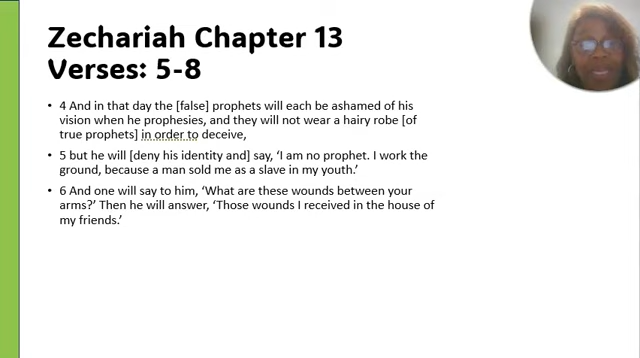 Zechariah Chapter 13
Verses: 5-8
• 4 And in that day the [false] prophets will each be ashamed of his
vision when he prophesies, and they will not wear a hairy robe [of
true prophets] in order to deceive,
• 5 but he will [deny his identity and] say, ‘I am no prophet. I work the
ground, because a man sold me as a slave in my youth.’
• 6 And one will say to him, ‘What are these wounds between your
arms?’ Then he will answer, ‘Those wounds I received in the house of
my friends.’